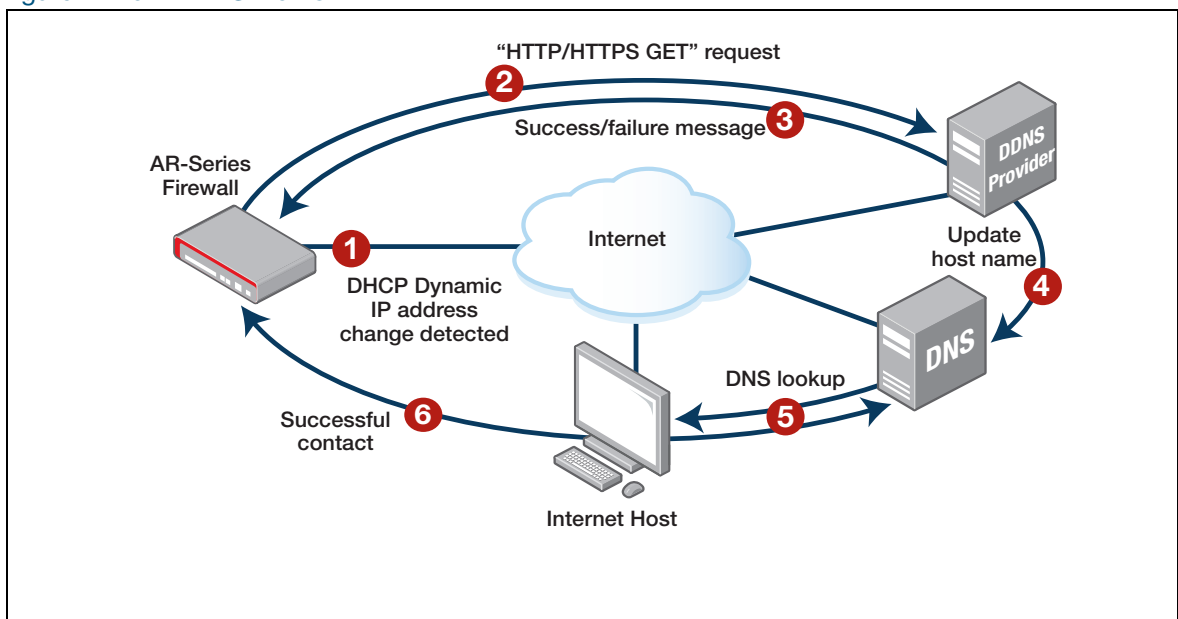 “HTTP/HTTPS GET” request
2
3
Success/failure message
DDNS
Provider
AR-Series
Firewall
1
Internet
Update
host name
4
DHCP Dynamic
IP address
change detected
DNS
DNS lookup
5
Successful
contact
6
Internet Host